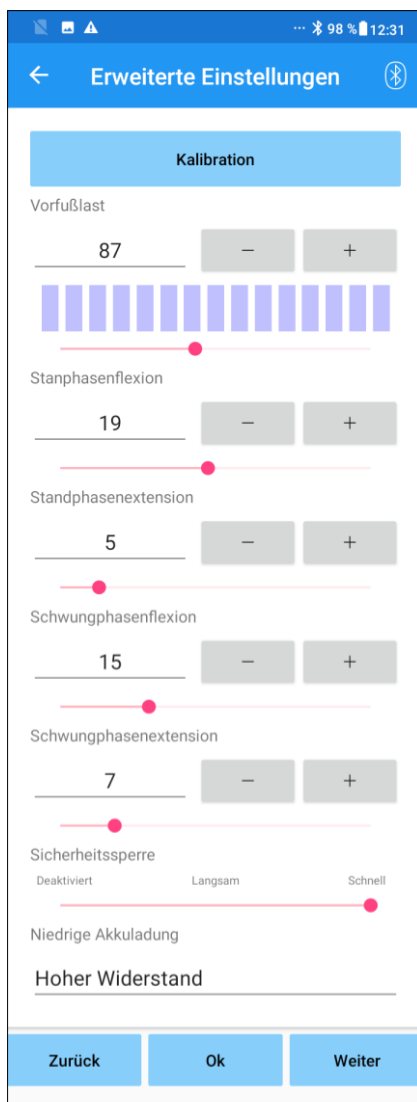 ... 98 % 12:31
Erweiterte Einstellungen
Kalibration
Vorfußlast
87 − +
Stanphasenflexion
19 − +
Standphasenextension
5 − +
Schwungphasenflexion
15 − +
Schwungphasenextension
7 − +
Sicherheitssperre
Deaktiviert Langsam Schnell
Niedrige Akkuladung
Hoher Widerstand
Zurück Ok Weiter